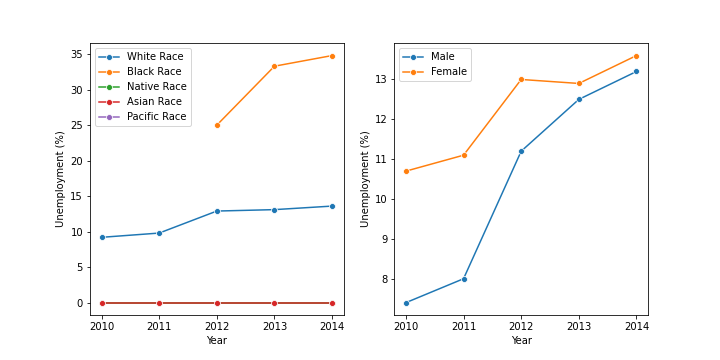 White Race
Black Race
Native Race
Asian Race
Pacific Race
35
30
25
20
15
10
5
0
Unemployment (%)
2010 2011 2012 2013 2014
Year
Male
Female
13
12
11
10
9
8
Unemployment (%)
2010 2011 2012 2013 2014
Year